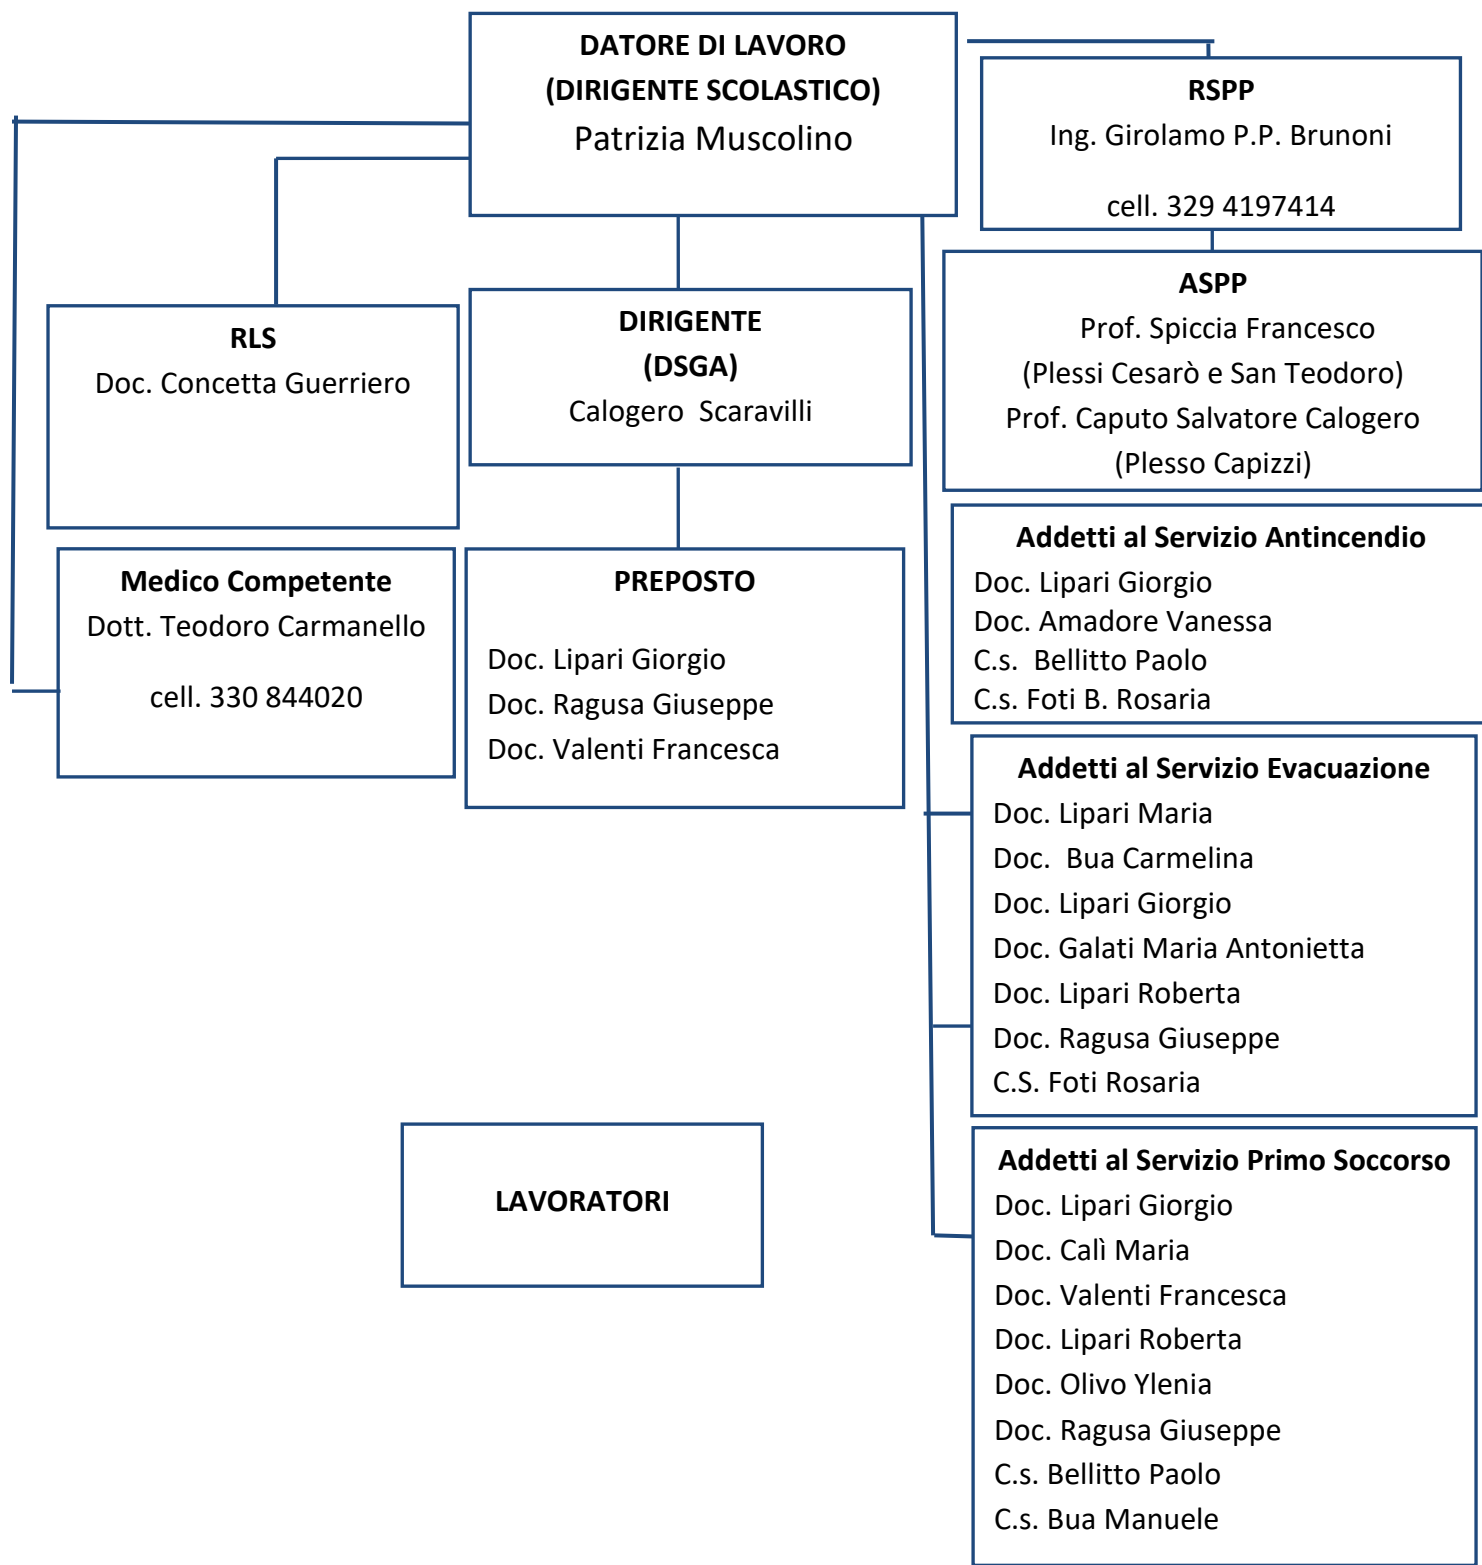 DATORE DI LAVORO
(DIRIGENTE SCOLASTICO)
Patrizia Muscolino
RSPP
Ing. Girolamo P.P. Brunoni
cell. 329 4197414
ASPP
Prof. Spiccia Francesco
(Plessi Cesarò e San Teodoro)
Prof. Caputo Salvatore Calogero
(Plesso Capizzi)
RLS
Doc. Concetta Guerriero
DIRIGENTE
(DSGA)
Calogero  Scaravilli
Medico Competente
Dott. Teodoro Carmanello
cell. 330 844020
PREPOSTO
Doc. Lipari Giorgio
Doc. Ragusa Giuseppe
Doc. Valenti Francesca
Addetti al Servizio Antincendio
Doc. Lipari Giorgio
Doc. Amadore Vanessa
C.s.  Bellitto Paolo
C.s. Foti B. Rosaria
Addetti al Servizio Evacuazione
Doc. Lipari Maria
Doc.  Bua Carmelina
Doc. Lipari Giorgio
Doc. Galati Maria Antonietta
Doc. Lipari Roberta
Doc. Ragusa Giuseppe
C.S. Foti Rosaria
LAVORATORI
Addetti al Servizio Primo Soccorso
Doc. Lipari Giorgio
Doc. Calì Maria
Doc. Valenti Francesca
Doc. Lipari Roberta
Doc. Olivo Ylenia
Doc. Ragusa Giuseppe
C.s. Bellitto Paolo
C.s. Bua Manuele